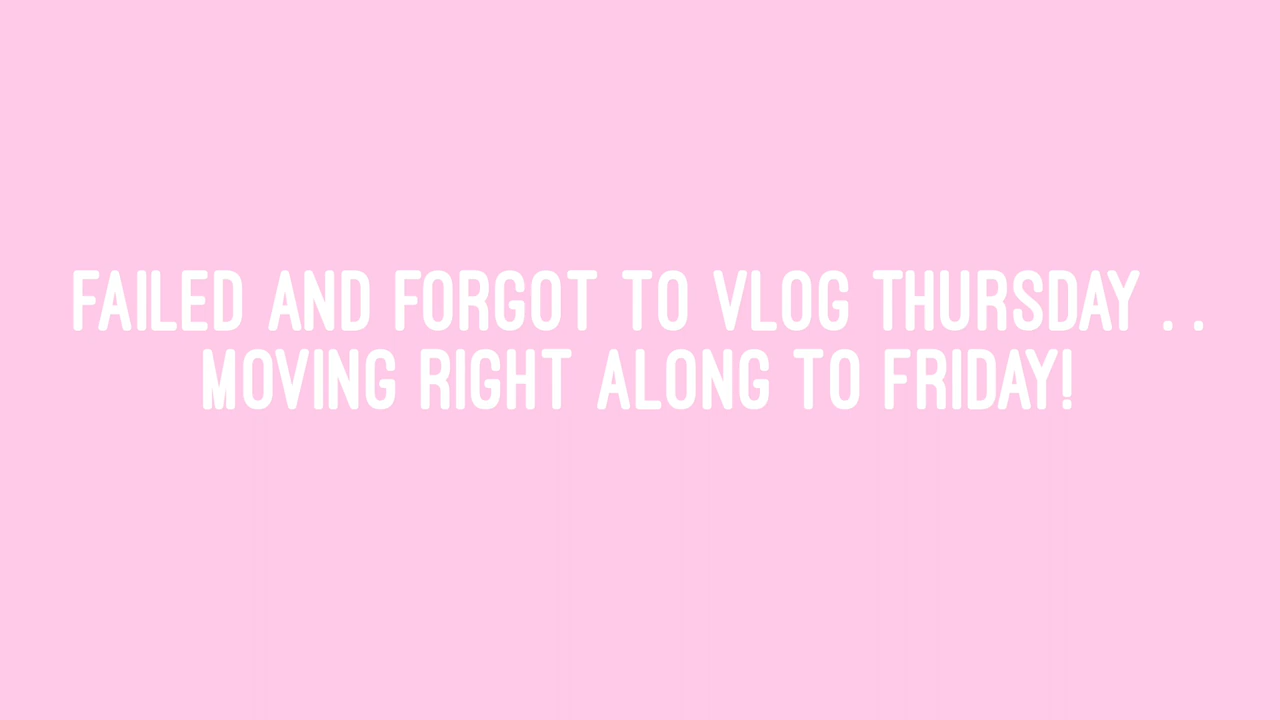 FAILED AND FORGOT TO VLOG THURSDAY . .
MOVING RIGHT ALONG TO FRIDAY!